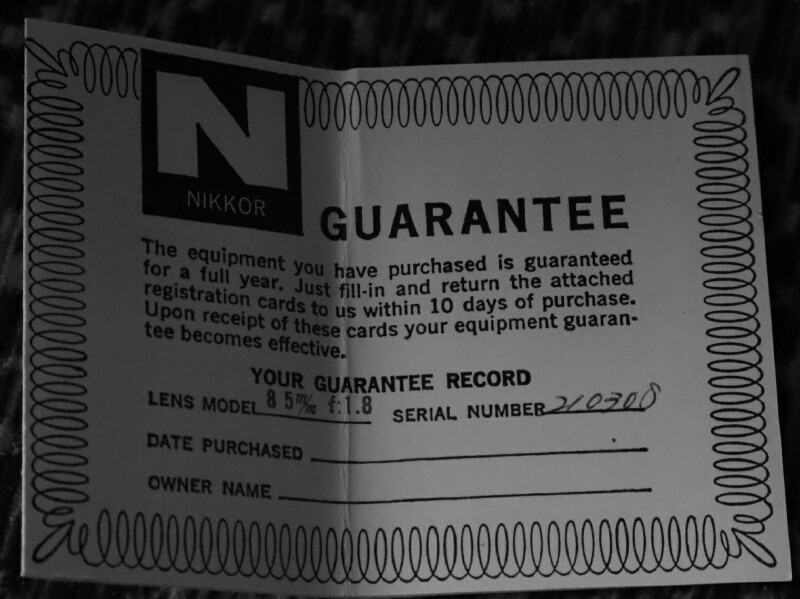 N
NIKKOR
GUARANTEE
The equipment you have purchased is guaranteed
for a full year. Just fill-in and return the attached
registration cards to us within 10 days of purchase.
Upon receipt of these cards your equipment guaran-
tee becomes effective.
YOUR GUARANTEE RECORD
LENS MODEL 85m/m f:1.8 SERIAL NUMBER 210308
DATE PURCHASED
OWNER NAME